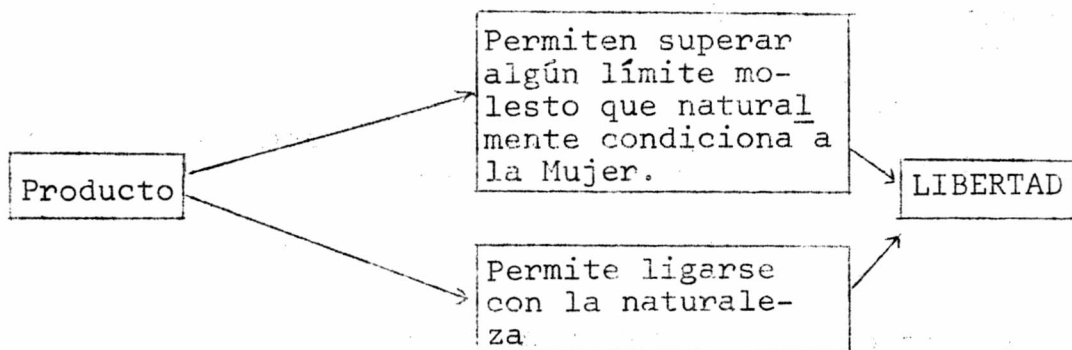 Permiten superar
algún límite mo-
lesto que natural
mente condiciona a
la Mujer.
Producto
LIBERTAD
Permite ligarse
con la naturale-
za